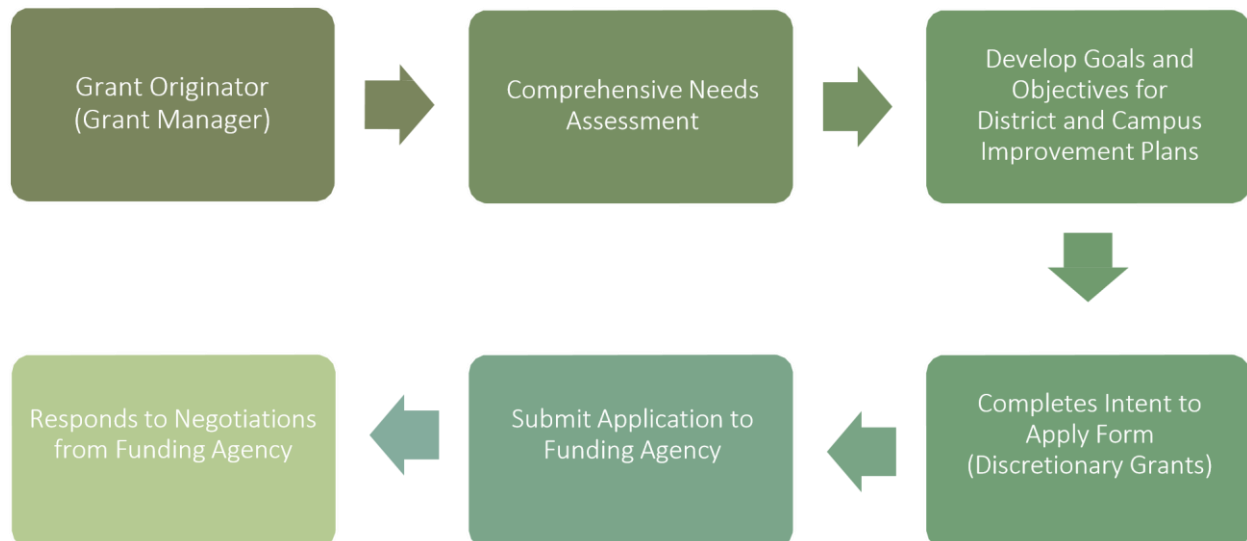 Grant Originator
(Grant Manager)
Comprehensive Needs
Assessment
Develop Goals and
Objectives for
District and Campus
Improvement Plans
Completes Intent to
Apply Form
(Discretionary Grants)
Submit Application to
Funding Agency
Responds to Negotiations
from Funding Agency